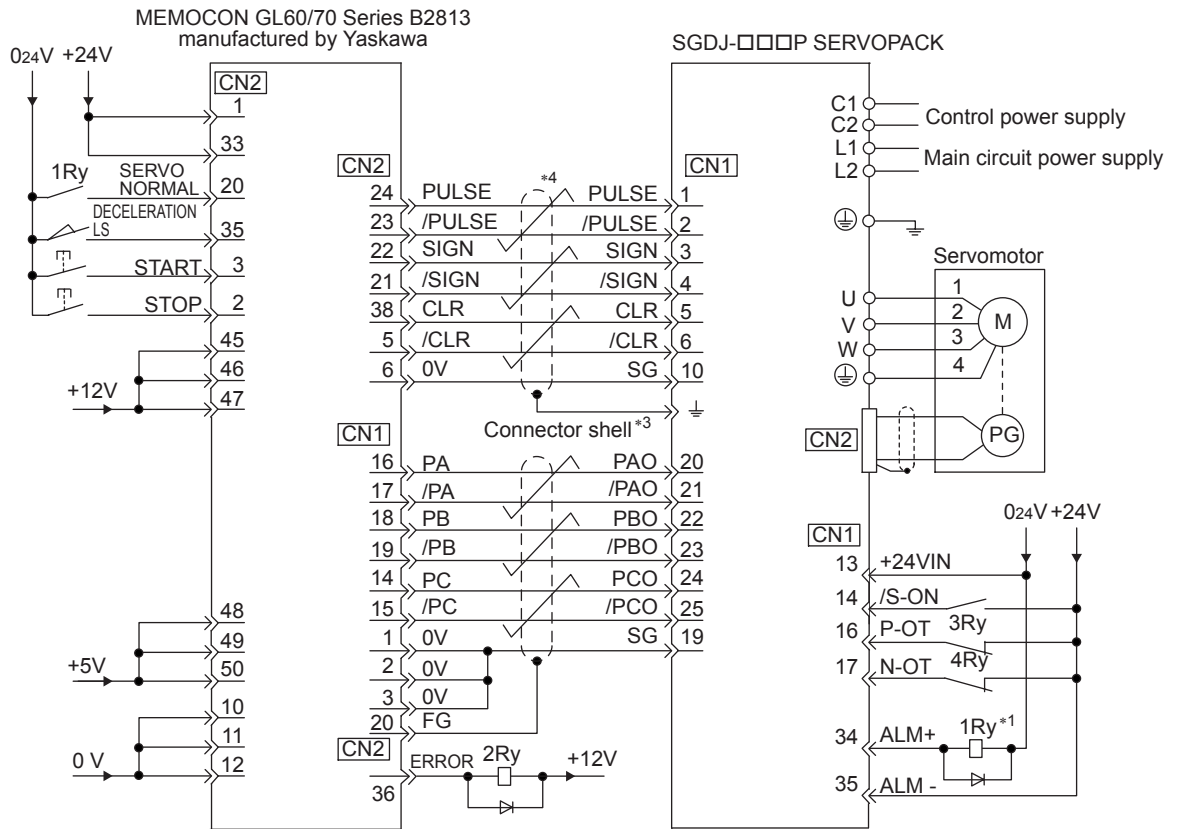 MEMOCON GL60/70 Series B2813
manufactured by Yaskawa
SGDJ-□□□P SERVOPACK
024V +24V
CN2
1
33
1Ry
SERVO
NORMAL
20
DECELERATION
LS
35
START
3
STOP
2
45
46
+12V
47
48
49
+5V
50
10
11
0 V
12
CN2
CN1
*4
24 PULSE PULSE 1
23 /PULSE /PULSE 2
22 SIGN SIGN 3
21 /SIGN /SIGN 4
38 CLR CLR 5
5 /CLR /CLR 6
6 0V SG 10
Connector shell*3
CN1
16 PA PAO 20
17 /PA /PAO 21
18 PB PBO 22
19 /PB /PBO 23
14 PC PCO 24
15 /PC /PCO 25
1 0V SG 19
2 0V
3 0V
20 FG
CN2
36 ERROR 2Ry +12V
C1
C2
Control power supply
L1
L2
Main circuit power supply
Servomotor
U 1
V 2
W 3
4
M
CN2
PG
024V +24V
CN1
13 +24VIN
14 /S-ON
3Ry
16 P-OT
4Ry
17 N-OT
34 ALM+ 1Ry*1
35 ALM -